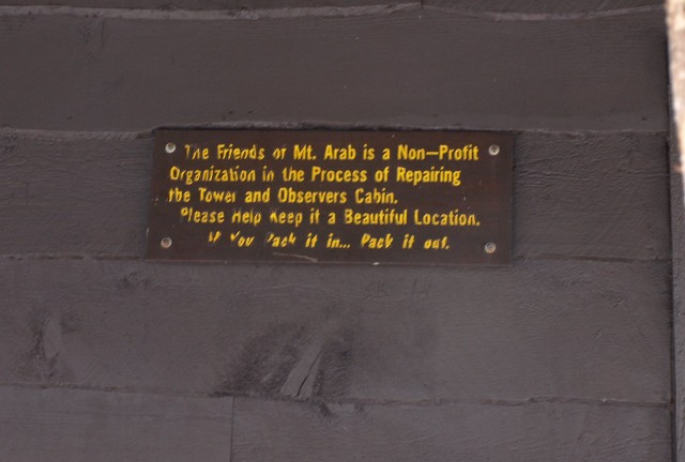 The Friends of Mt. Arab is a Non-Profit
Organization in the Process of Repairing
the Tower and Observers Cabin.
Please Help Keep it a Beautiful Location.
If You Pack it in... Pack it out.